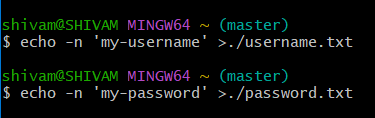 shivam@SHIVAM MINGW64 ~ (master)
$ echo -n 'my-username' >./username.txt
shivam@SHIVAM MINGW64 ~ (master)
$ echo -n 'my-password' >./password.txt